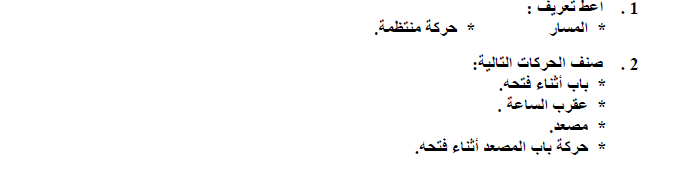 1 . اعط تعريف :
* المسار * حركة منتظمة.
2 . صنف الحركات التالية:
* باب أثناء فتحه.
* عقرب الساعة .
* مصعد.
* حركة باب المصعد أثناء فتحه.